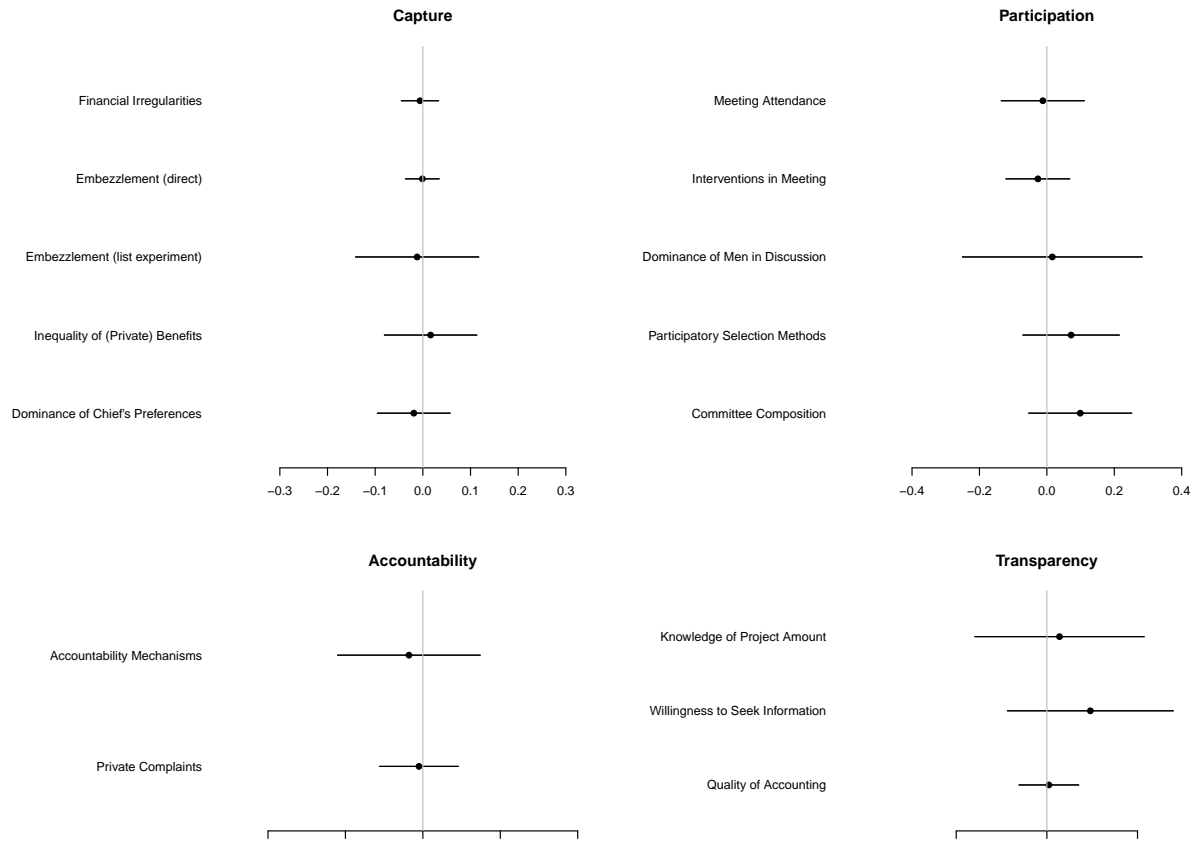 Capture
Financial Irregularities
Embezzlement (direct)
Embezzlement (list experiment)
Inequality of (Private) Benefits
Dominance of Chief's Preferences
−0.3 −0.2 −0.1 0.0 0.1 0.2 0.3
Participation
Meeting Attendance
Interventions in Meeting
Dominance of Men in Discussion
Participatory Selection Methods
Committee Composition
−0.4 −0.2 0.0 0.2 0.4
Accountability
Accountability Mechanisms
Private Complaints
Transparency
Knowledge of Project Amount
Willingness to Seek Information
Quality of Accounting